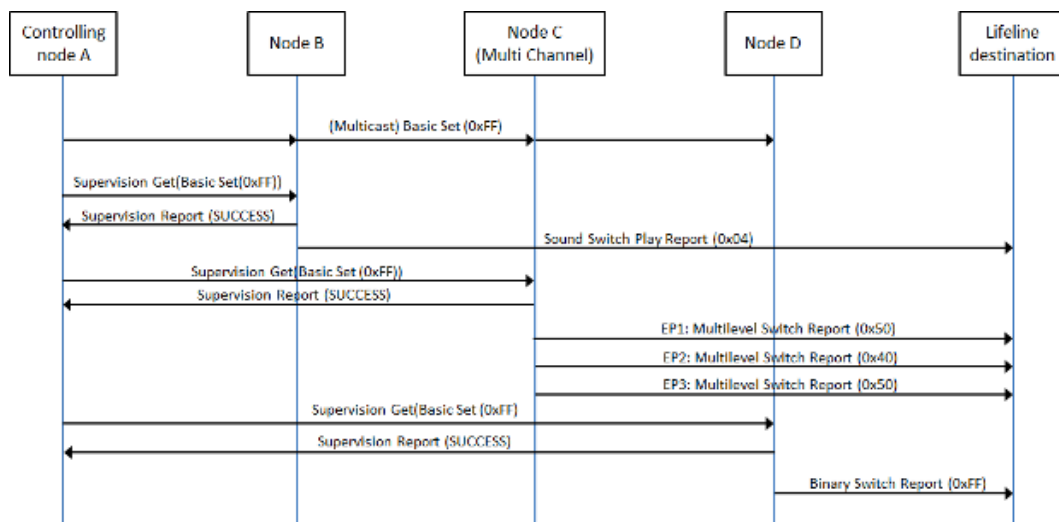 Controlling
node A
Node B
Node C
(Multi Channel)
Node D
Lifeline
destination
(Multicast) Basic Set (0xFF)
Supervision Get(Basic Set(0xFF))
Supervision Report (SUCCESS)
Sound Switch Play Report (0x04)
Supervision Get(Basic Set (0xFF))
Supervision Report (SUCCESS)
EP1: Multilevel Switch Report (0x50)
EP2: Multilevel Switch Report (0x40)
EP3: Multilevel Switch Report (0x50)
Supervision Get(Basic Set (0xFF)
Supervision Report (SUCCESS)
Binary Switch Report (0xFF)